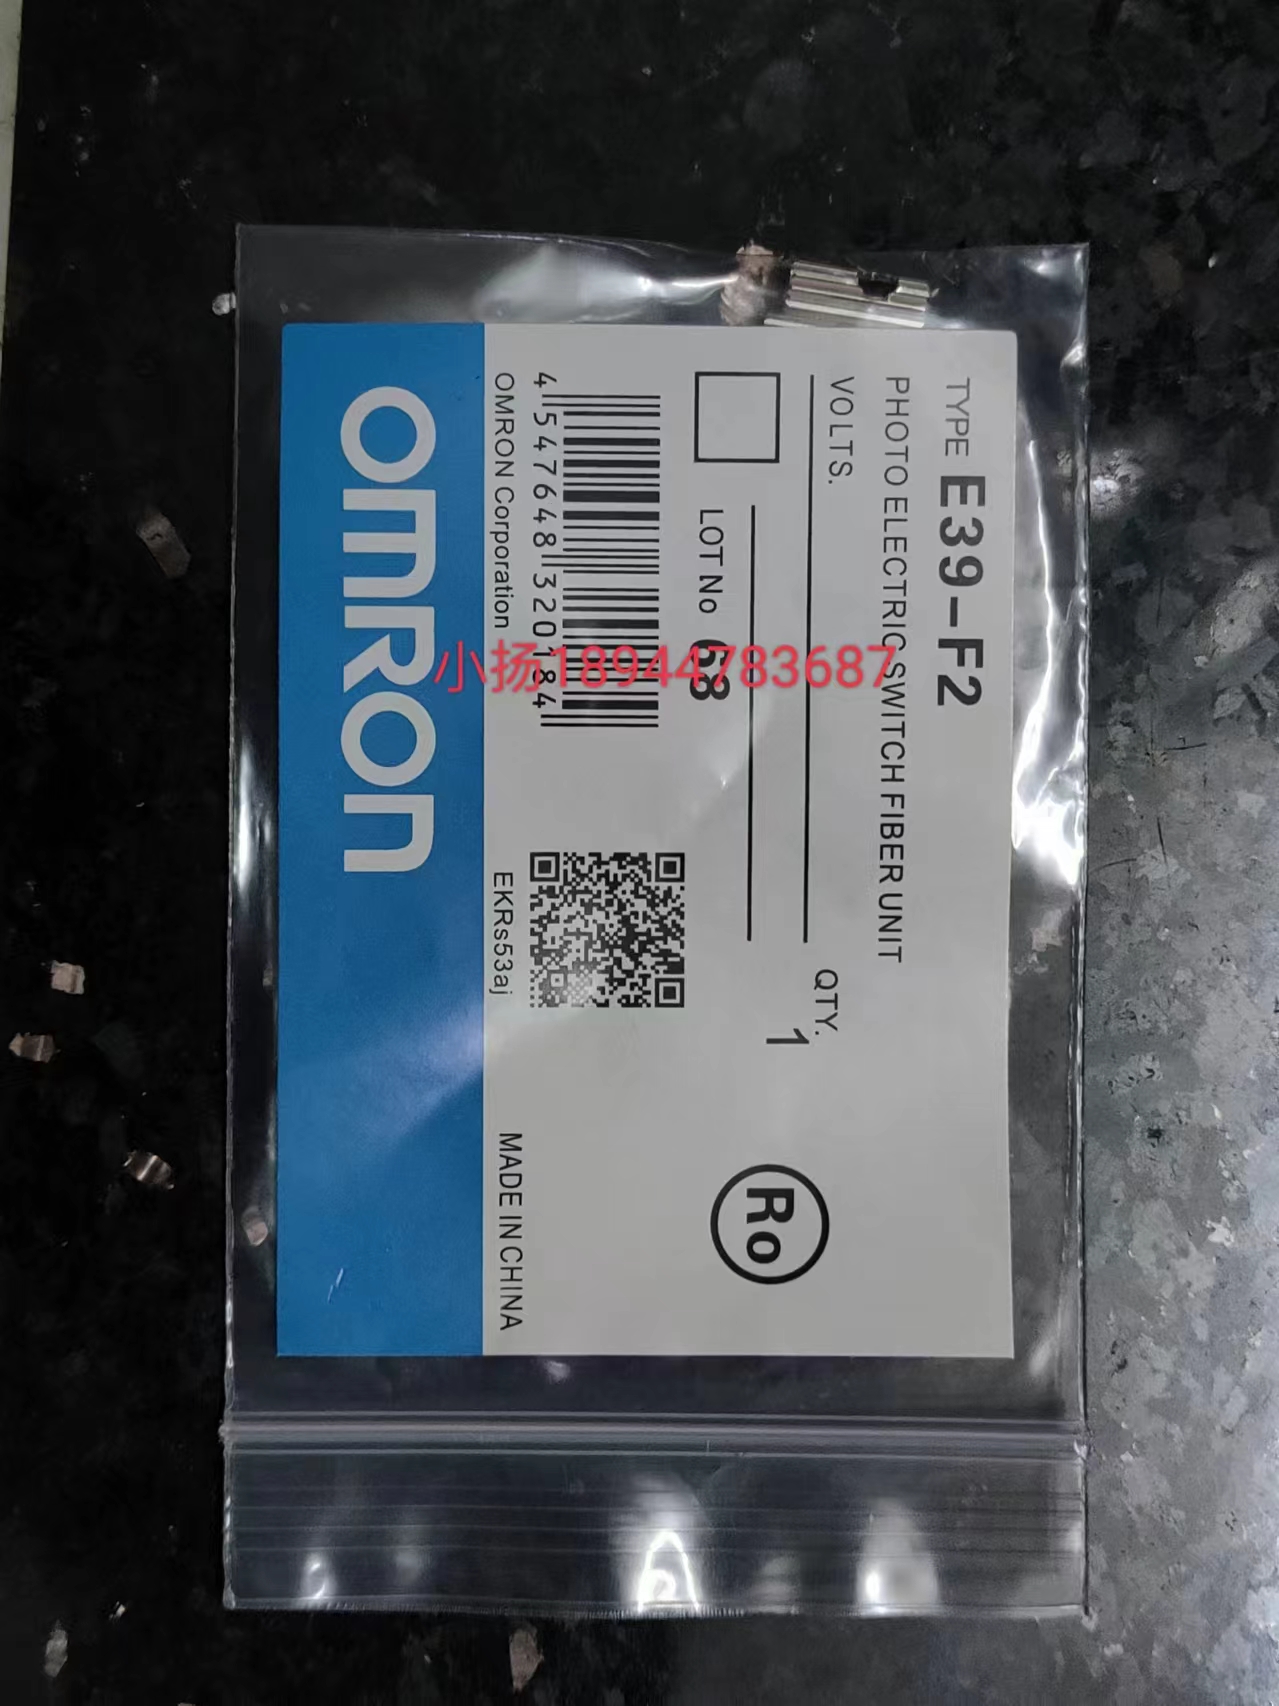 TYPE E39-F2
PHOTO ELECTRIC SWITCH FIBER UNIT
VOLTS.
QTY.
1
LOT No 68
Ro
4 547648 320184
OMRON Corporation
EKRs53aj
MADE IN CHINA
OMRON
小扬18944783687